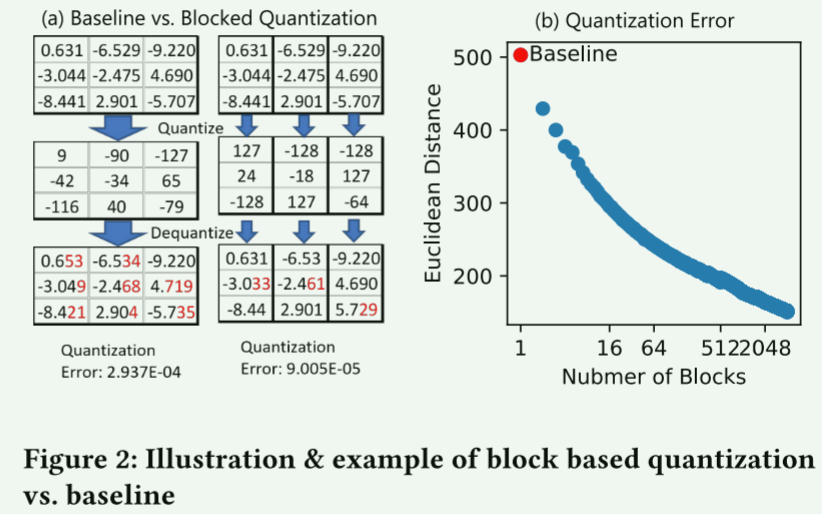 (a) Baseline vs. Blocked Quantization
0.631 -6.529 -9.220
-3.044 -2.475 4.690
-8.441 2.901 -5.707
0.631 -6.529 -9.220
-3.044 -2.475 4.690
-8.441 2.901 -5.707
Quantize
9 -90 -127
-42 -34 65
-116 40 -79
127 -128 -128
24 -18 127
-128 127 -64
Dequantize
0.653 -6.534 -9.220
-3.049 -2.468 4.719
-8.421 2.904 -5.735
0.631 -6.53 -9.220
-3.033 -2.461 4.690
-8.44 2.901 5.729
Quantization
Error: 2.937E-04
Quantization
Error: 9.005E-05
(b) Quantization Error
Baseline
Euclidean Distance
500
400
300
200
1 16 64 5122048
Nubmer of Blocks
Figure 2: Illustration & example of block based quantization
vs. baseline